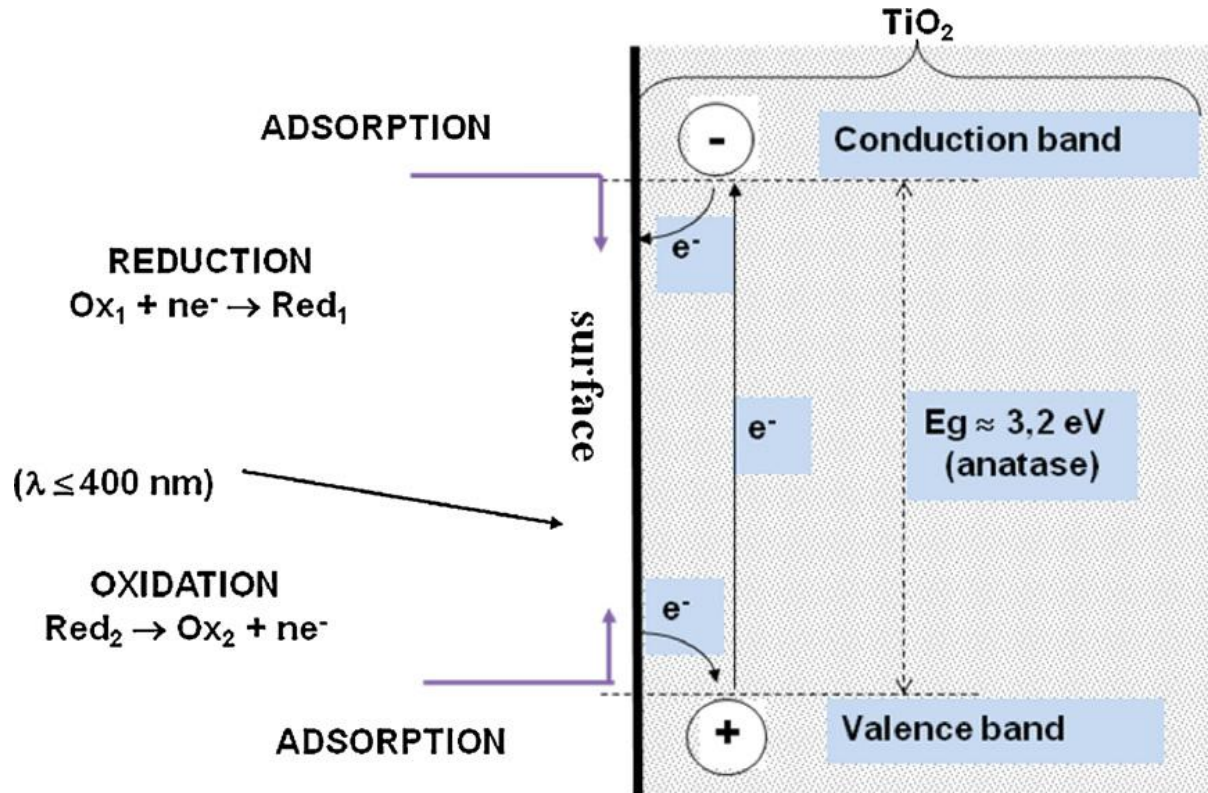 TiO₂
ADSORPTION
-
Conduction band
e⁻
REDUCTION
Ox₁ + ne⁻ → Red₁
surface
e⁻
Eg ≈ 3,2 eV
(anatase)
(λ ≤ 400 nm)
OXIDATION
Red₂ → Ox₂ + ne⁻
e⁻
ADSORPTION
+
Valence band